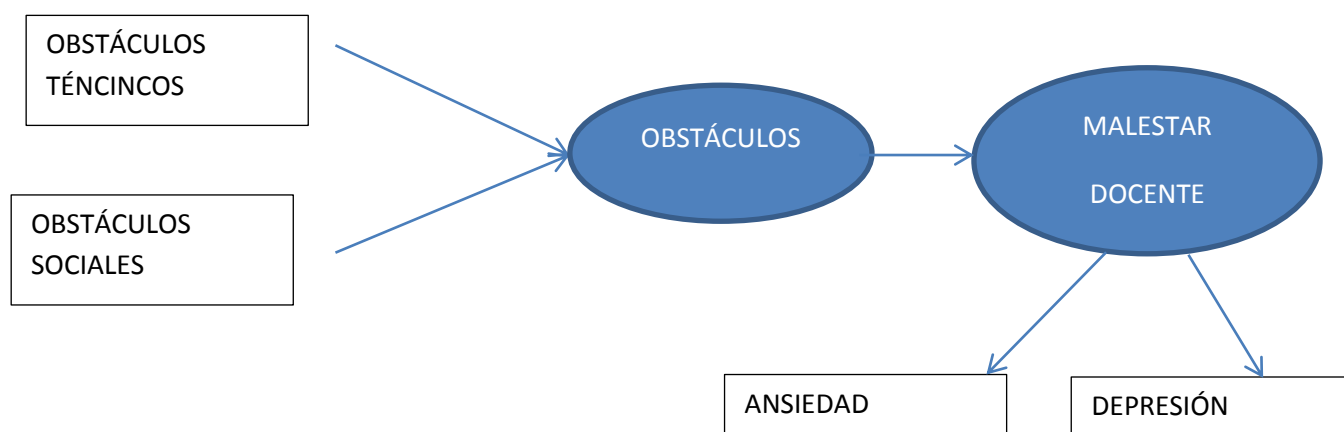 OBSTÁCULOS
TÉNCINCOS
OBSTÁCULOS
SOCIALES
OBSTÁCULOS
MALESTAR
DOCENTE
ANSIEDAD
DEPRESIÓN